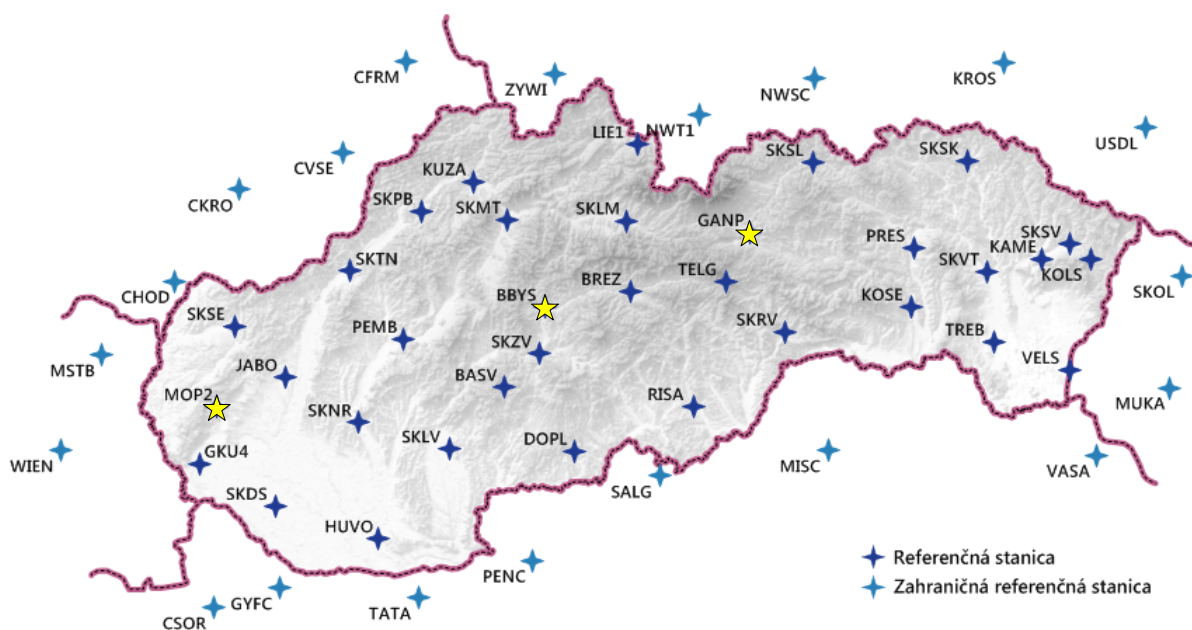 CFRM
ZYWI
NWSC
KROS
LIE1
NWT1
USDL
CVSE
SKSL
SKSK
KUZA
CKRO
SKPB
SKMT
SKLM
GANP
PRES
SKSV
KAME
SKTN
BREZ
TELG
SKVT
KOLS
CHOD
BBYS
KOSE
SKOL
SKSE
PEMB
SKZV
SKRV
TREB
MSTB
JABO
BASV
VELS
MOP2
SKNR
RISA
MUKA
SKLV
DOPL
WIEN
GKU4
MISC
VASA
SKDS
SALG
HUVO
PENC
Referenčná stanica
Zahraničná referenčná stanica
GYFC
TATA
CSOR